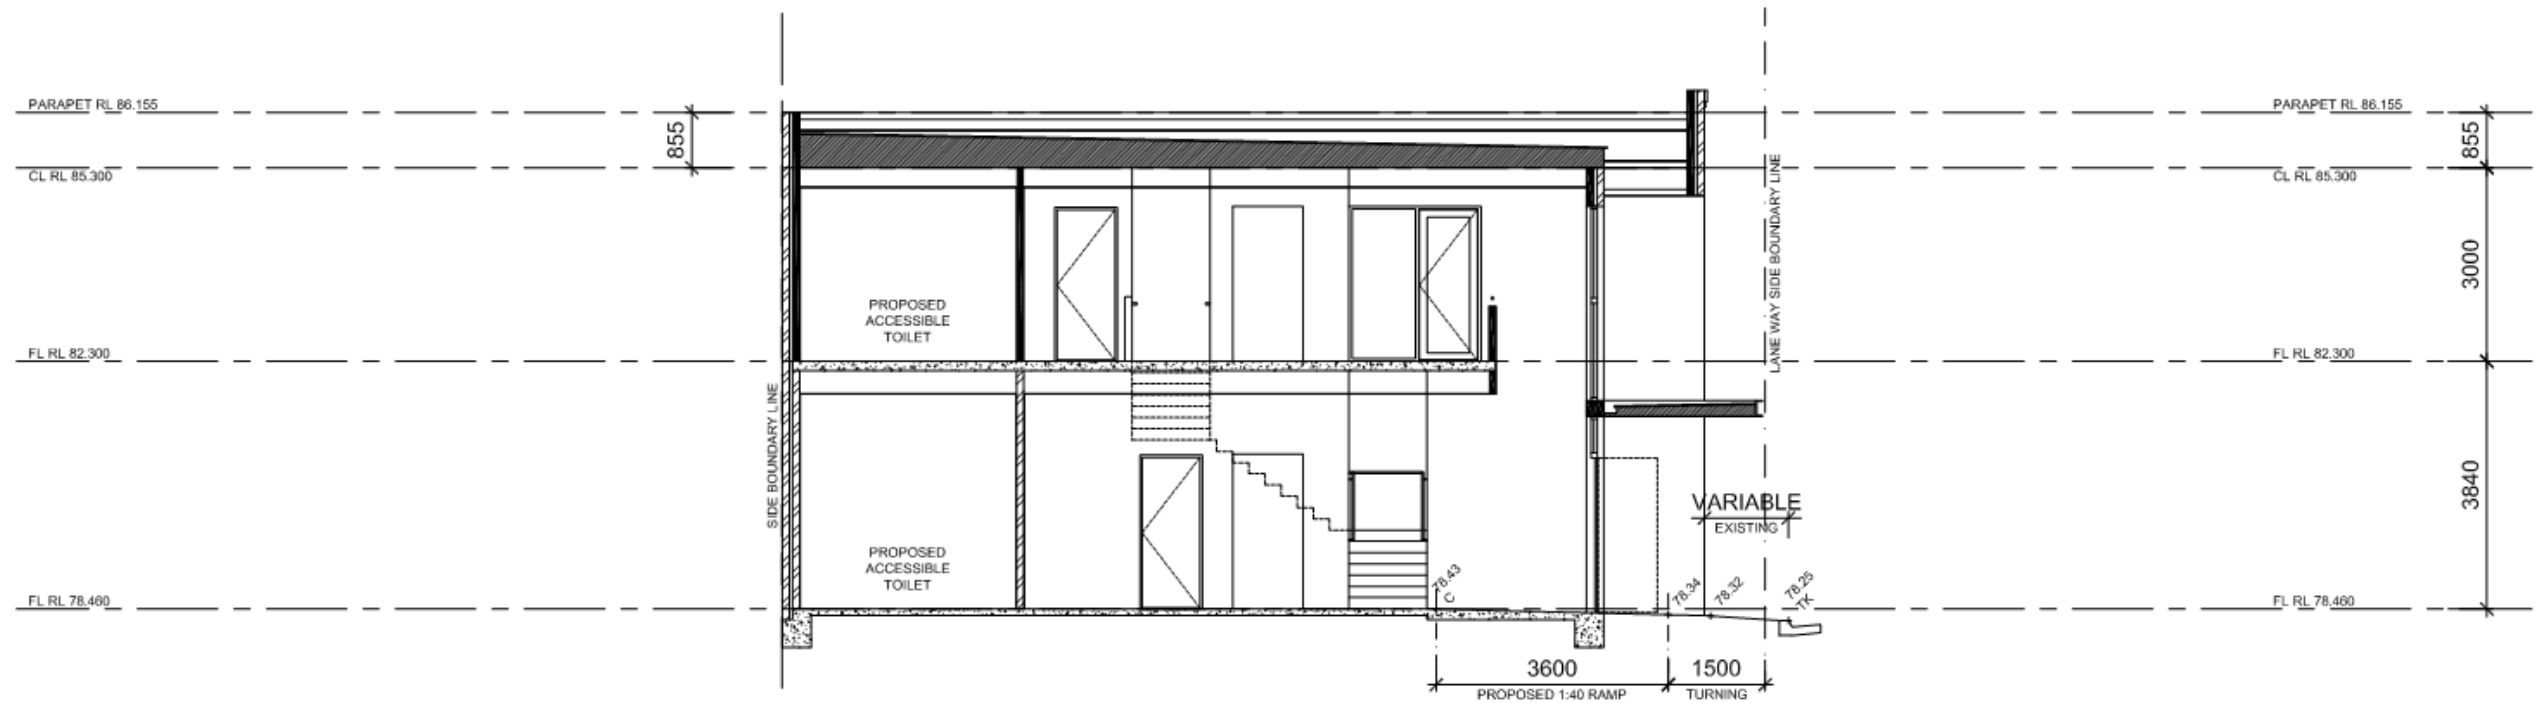 PARAPET RL 86.155
PARAPET RL 86.155
855
855
CL RL 85.300
CL RL 85.300
LANE WAY SIDE BOUNDARY LINE
3000
PROPOSED
ACCESSIBLE
TOILET
FL RL 82.300
FL RL 82.300
SIDE BOUNDARY LINE
3840
VARIABLE
EXISTING
PROPOSED
ACCESSIBLE
TOILET
78.43
C
78.34
78.32
78.25
TK
FL RL 78.460
FL RL 78.460
3600
1500
PROPOSED 1:40 RAMP
TURNING